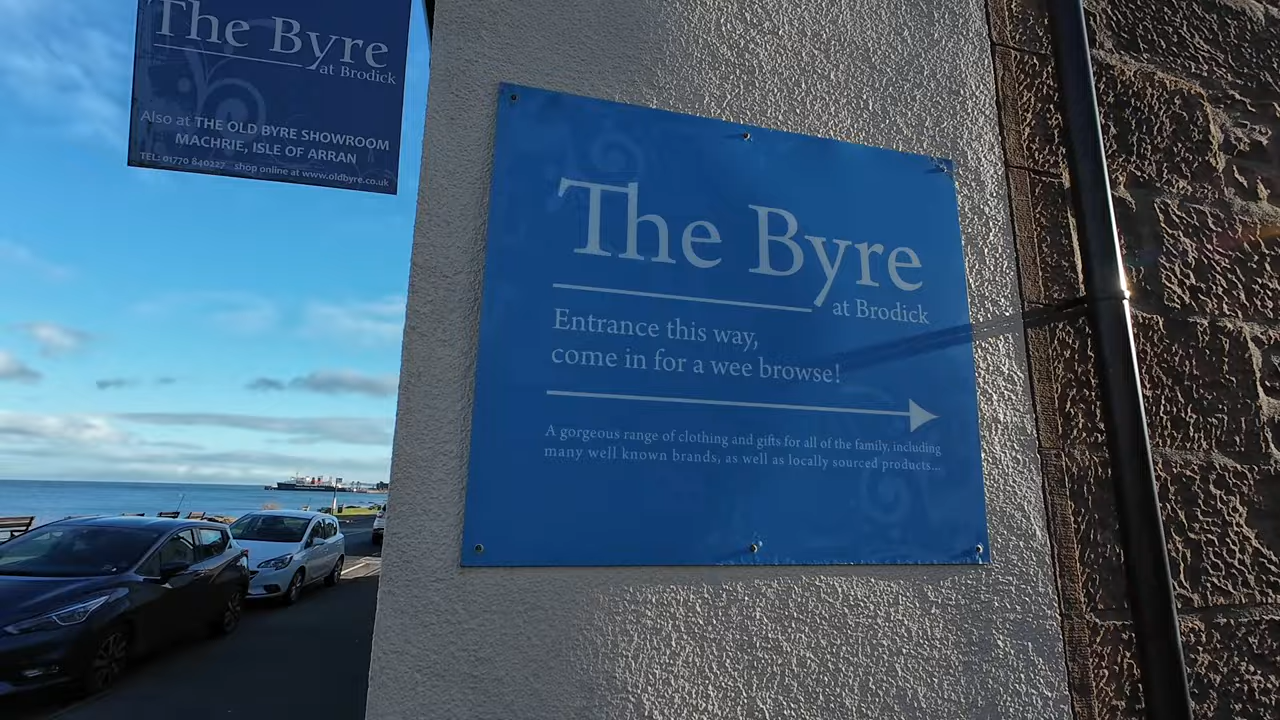 The Byre
at Brodick
Also at THE OLD BYRE SHOWROOM
MACHRIE, ISLE OF ARRAN
TEL: 01770 840227 shop online at www.oldbyre.co.uk
The Byre
at Brodick
Entrance this way,
come in for a wee browse!
A gorgeous range of clothing and gifts for all of the family, including
many well known brands, as well as locally sourced products...